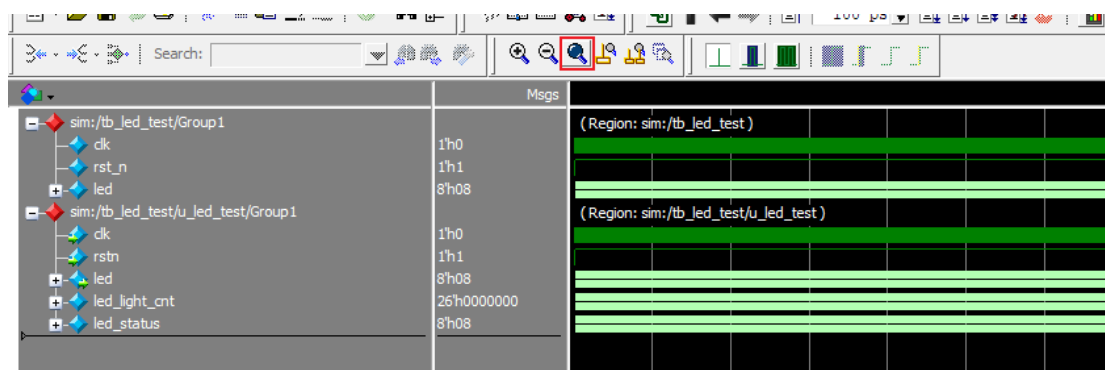 100 ps
Search:
Msgs
sim:/tb_led_test/Group1
(Region: sim:/tb_led_test)
clk 1'h0
rst_n 1'h1
led 8'h08
sim:/tb_led_test/u_led_test/Group1
(Region: sim:/tb_led_test/u_led_test)
clk 1'h0
rstn 1'h1
led 8'h08
led_light_cnt 26'h0000000
led_status 8'h08